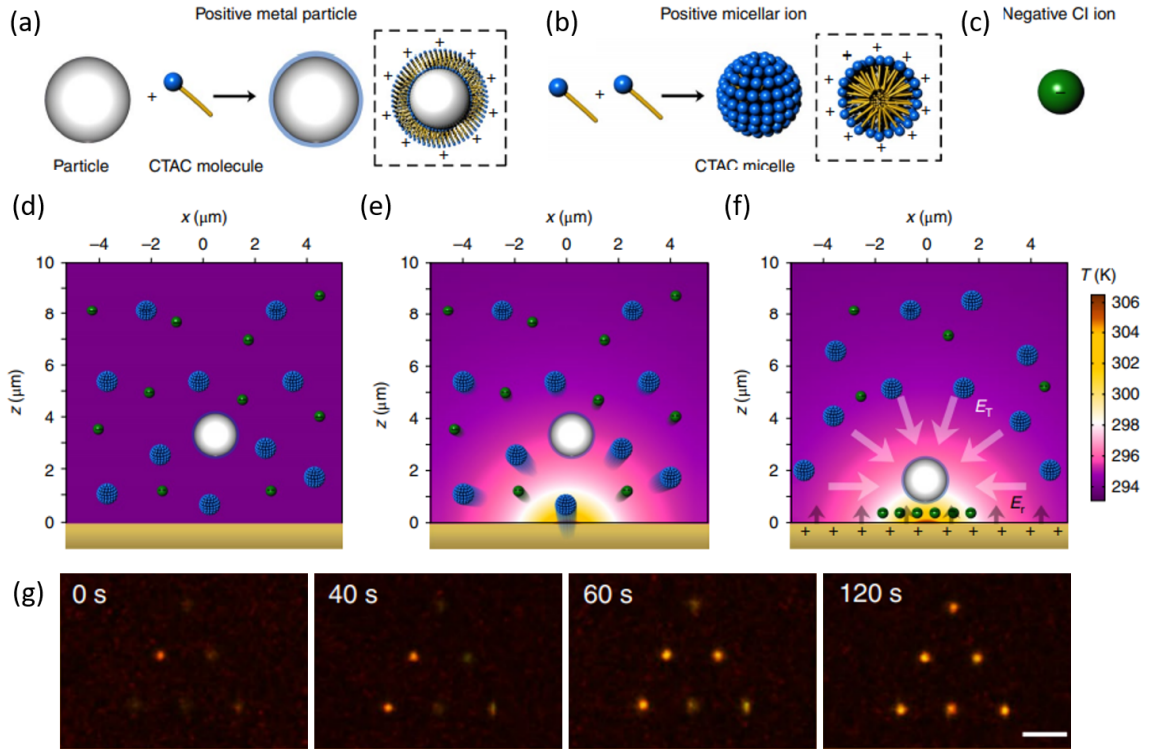 (a) Positive metal particle
+
+ + + + + + + + +
Particle CTAC molecule
(b) Positive micellar ion
+
+ + + + + + + + +
CTAC micelle
(c) Negative Cl ion
−
(d)
x (μm)
−4 −2 0 2 4
10
8
6
4
2
0
z (μm)
(e)
x (μm)
−4 −2 0 2 4
10
8
6
4
2
0
z (μm)
(f)
x (μm)
−4 −2 0 2 4
10
8
6
4
2
0
z (μm)
E_T
E_r
+ + + + + + + + + +
T (K)
306
304
302
300
298
296
294
(g)
0 s
40 s
60 s
120 s